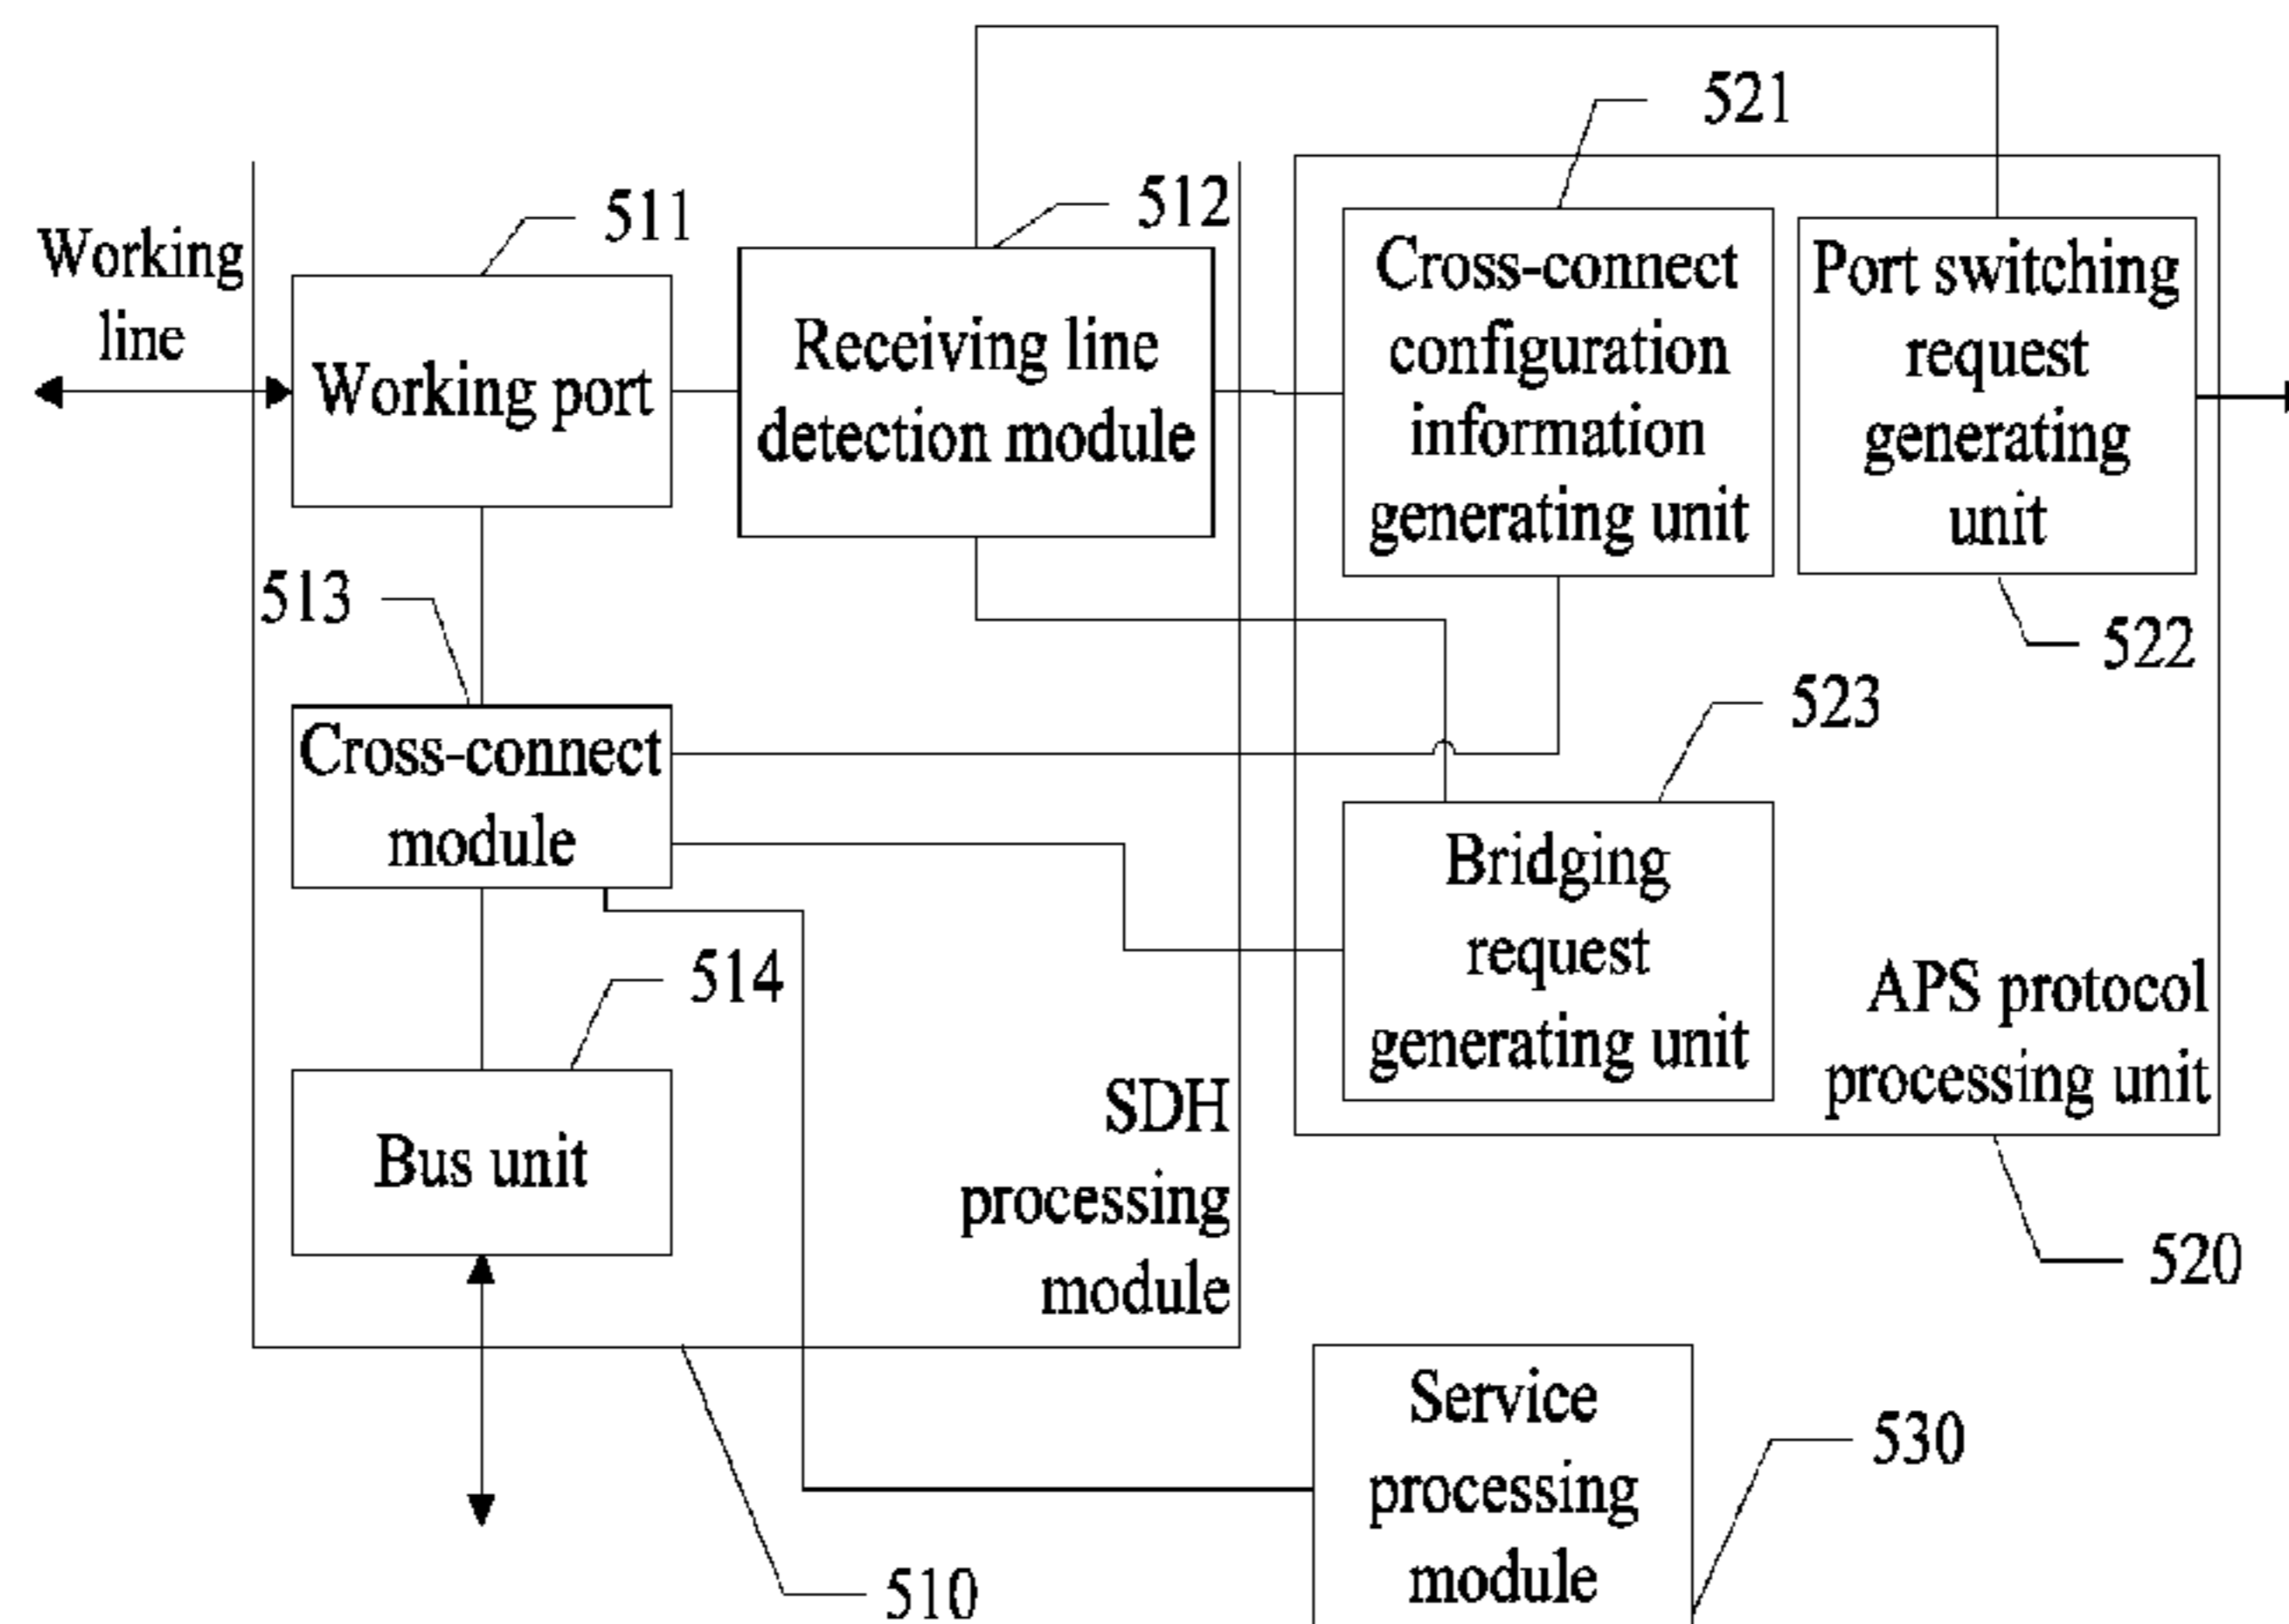 521
512
511
Working
line
Working port
Receiving line
detection module
Cross-connect
configuration
information
generating unit
Port switching
request
generating
unit
513
522
523
Cross-connect
module
Bridging
request
generating unit
514
APS protocol
processing unit
Bus unit
SDH
processing
module
520
Service
processing
module
530
510